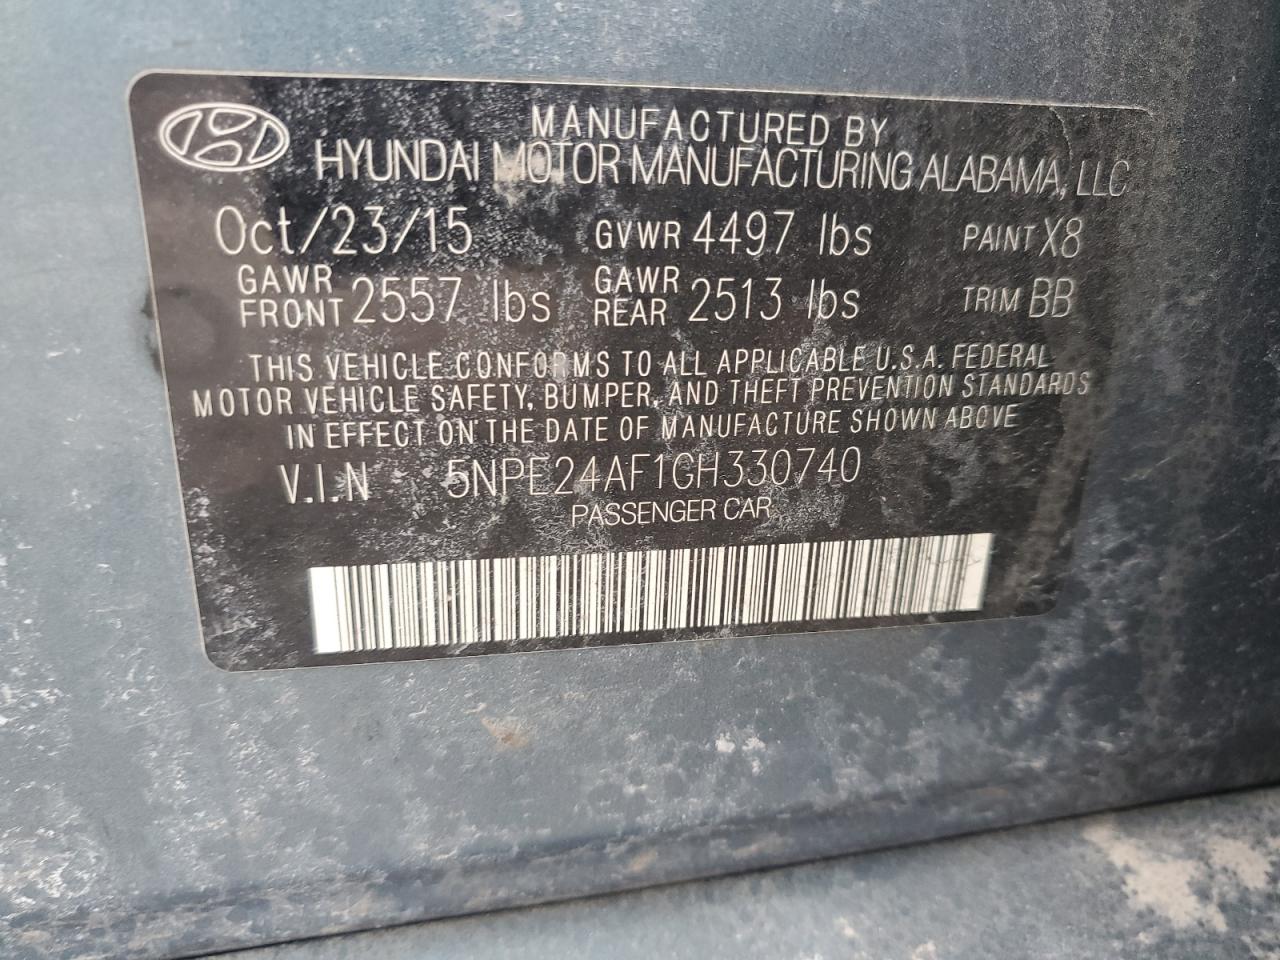 MANUFACTURED BY
HYUNDAI MOTOR MANUFACTURING ALABAMA, LLC
Oct/23/15 GVWR 4497 lbs PAINT X8
GAWR FRONT 2557 lbs GAWR REAR 2513 lbs TRIM BB
THIS VEHICLE CONFORMS TO ALL APPLICABLE U.S.A. FEDERAL
MOTOR VEHICLE SAFETY, BUMPER, AND THEFT PREVENTION STANDARDS
IN EFFECT ON THE DATE OF MANUFACTURE SHOWN ABOVE
V.I.N 5NPE24AF1GH330740
PASSENGER CAR